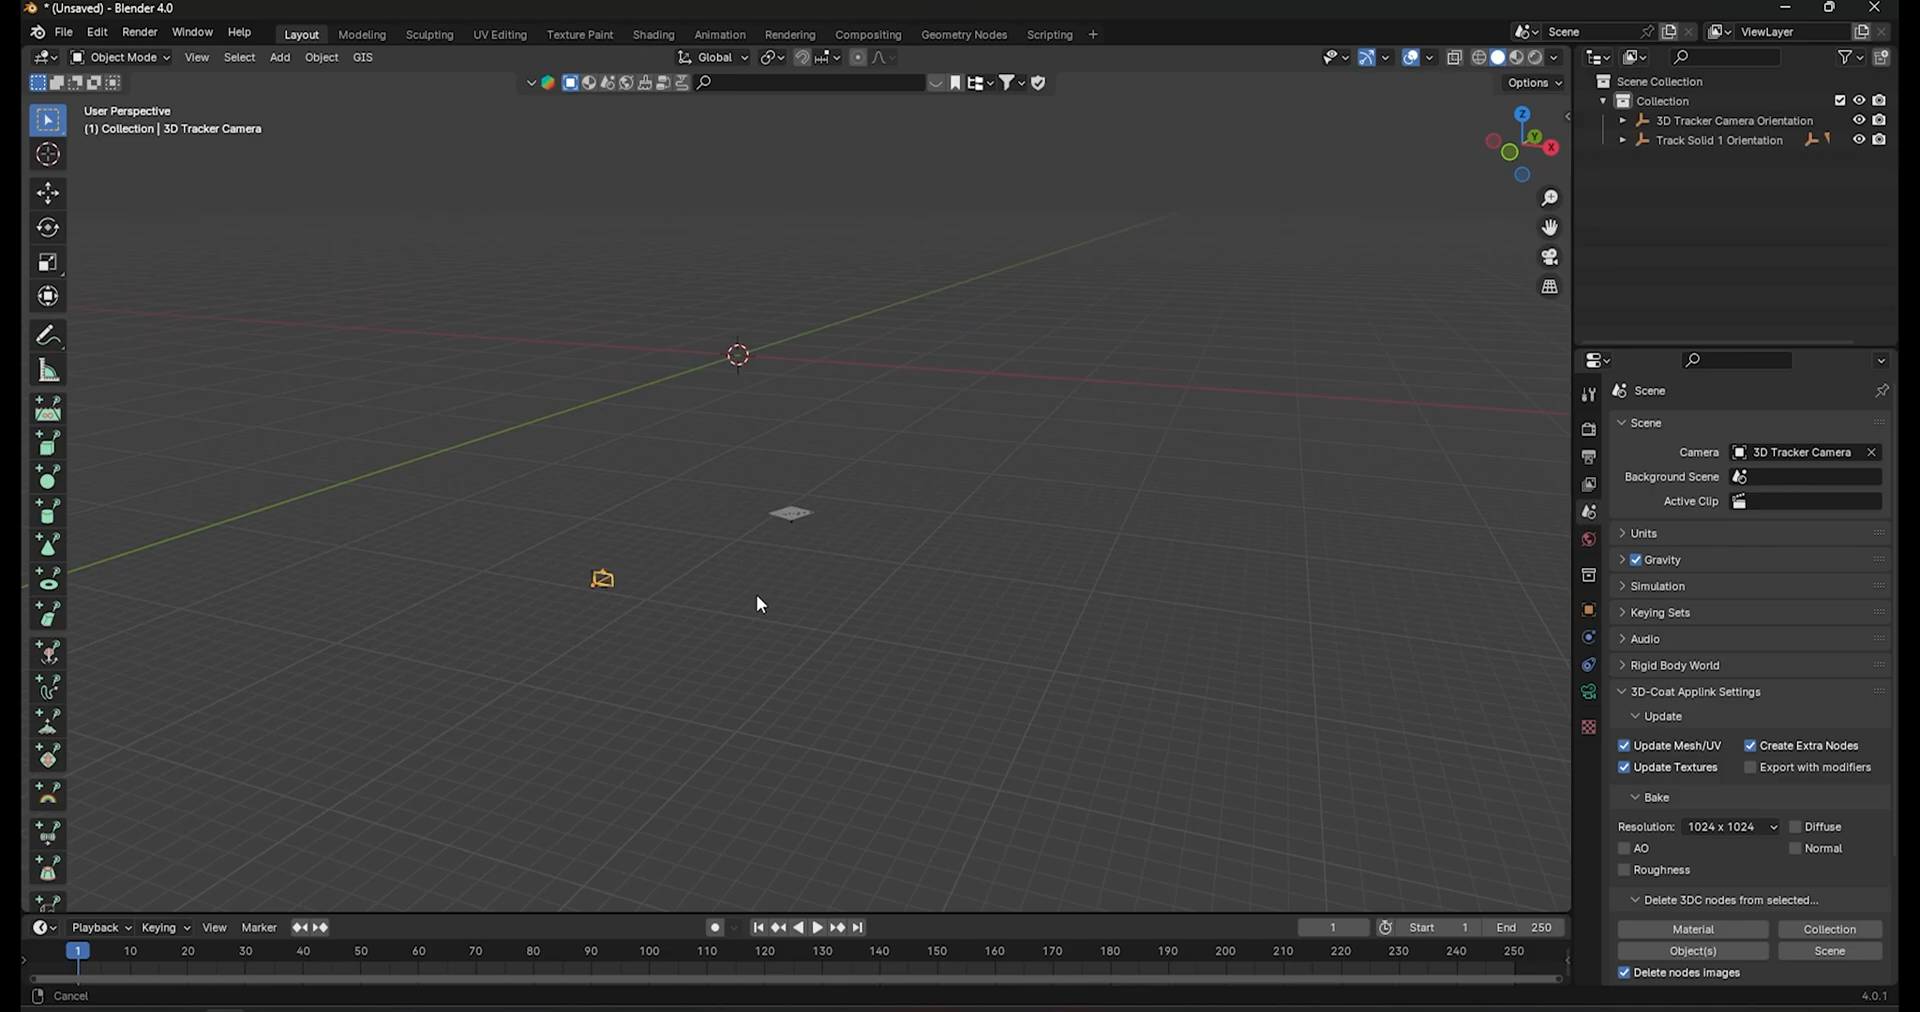 * (Unsaved) - Blender 4.0
File Edit Render Window Help Layout Modeling Sculpting UV Editing Texture Paint Shading Animation Rendering Compositing Geometry Nodes Scripting + Scene ViewLayer
Object Mode View Select Add Object GIS Global
Options
User Perspective
(1) Collection | 3D Tracker Camera
Z
Y
X
Scene Collection
Collection
3D Tracker Camera Orientation
Track Solid 1 Orientation
Scene
Scene
Camera 3D Tracker Camera
Background Scene
Active Clip
Units
Gravity
Simulation
Keying Sets
Audio
Rigid Body World
3D-Coat Applink Settings
Update
Update Mesh/UV Create Extra Nodes
Update Textures Export with modifiers
Bake
Resolution: 1024 x 1024 Diffuse
AO Normal
Roughness
Delete 3DC nodes from selected...
Material Collection
Object(s) Scene
Delete nodes images
Playback Keying View Marker 1 Start 1 End 250
1 10 20 30 40 50 60 70 80 90 100 110 120 130 140 150 160 170 180 190 200 210 220 230 240 250
Cancel 4.0.1